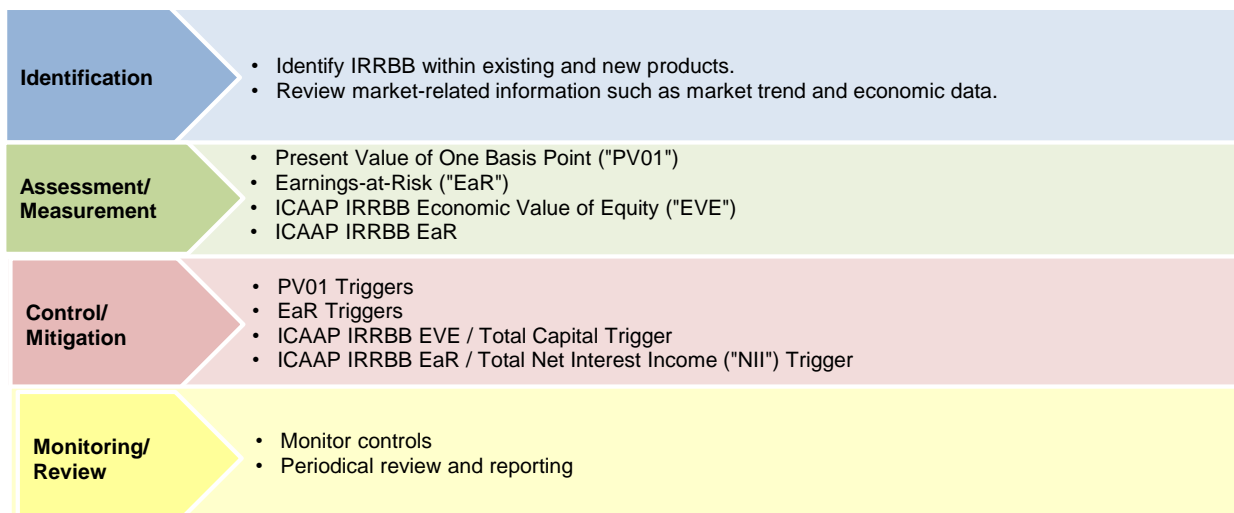 Identification
• Identify IRRBB within existing and new products.
• Review market-related information such as market trend and economic data.
Assessment/
Measurement
• Present Value of One Basis Point ("PV01")
• Earnings-at-Risk ("EaR")
• ICAAP IRRBB Economic Value of Equity ("EVE")
• ICAAP IRRBB EaR
Control/
Mitigation
• PV01 Triggers
• EaR Triggers
• ICAAP IRRBB EVE / Total Capital Trigger
• ICAAP IRRBB EaR / Total Net Interest Income ("NII") Trigger
Monitoring/
Review
• Monitor controls
• Periodical review and reporting